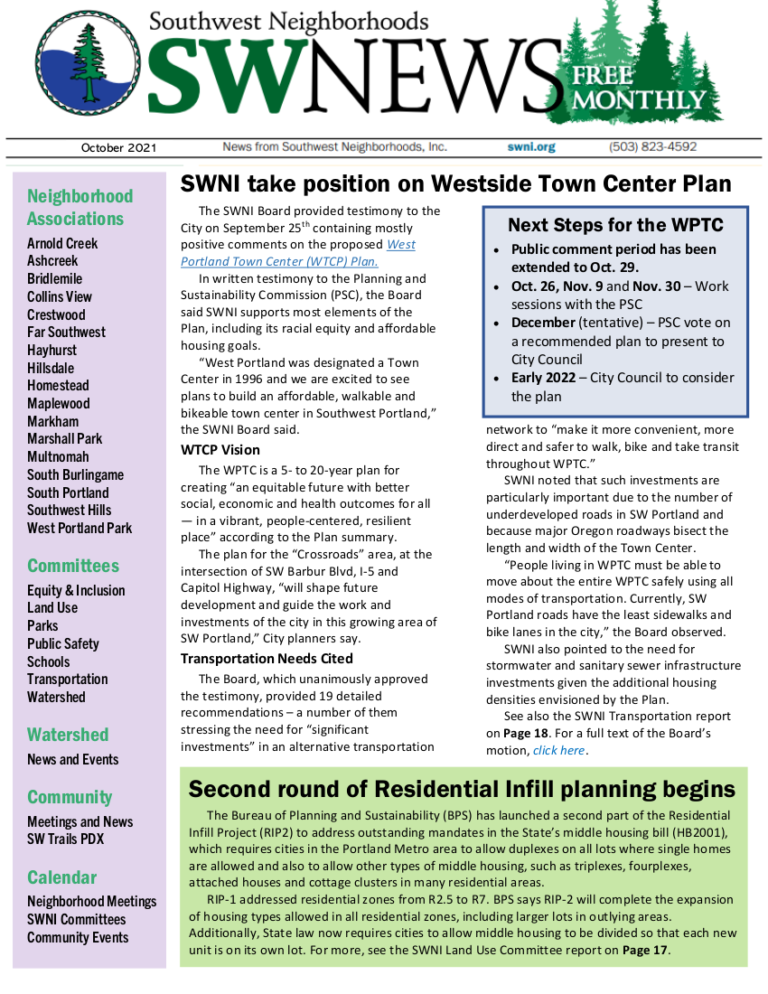 Southwest Neighborhoods
SWNEWS
FREE
MONTHLY
October 2021
News from Southwest Neighborhoods, Inc.
swni.org
(503) 823-4592
Neighborhood
Associations
Arnold Creek
Ashcreek
Bridlemile
Collins View
Crestwood
Far Southwest
Hayhurst
Hillsdale
Homestead
Maplewood
Markham
Marshall Park
Multnomah
South Burlingame
South Portland
Southwest Hills
West Portland Park
Committees
Equity & Inclusion
Land Use
Parks
Public Safety
Schools
Transportation
Watershed
Watershed
News and Events
Community
Meetings and News
SW Trails PDX
Calendar
Neighborhood Meetings
SWNI Committees
Community Events
SWNI take position on Westside Town Center Plan
The SWNI Board provided testimony to the
City on September 25th containing mostly
positive comments on the proposed West
Portland Town Center (WTCP) Plan.
In written testimony to the Planning and
Sustainability Commission (PSC), the Board
said SWNI supports most elements of the
Plan, including its racial equity and affordable
housing goals.
“West Portland was designated a Town
Center in 1996 and we are excited to see
plans to build an affordable, walkable and
bikeable town center in Southwest Portland,”
the SWNI Board said.
WTCP Vision
The WPTC is a 5- to 20-year plan for
creating “an equitable future with better
social, economic and health outcomes for all
— in a vibrant, people-centered, resilient
place” according to the Plan summary.
The plan for the “Crossroads” area, at the
intersection of SW Barbur Blvd, I-5 and
Capitol Highway, “will shape future
development and guide the work and
investments of the city in this growing area of
SW Portland,” City planners say.
Transportation Needs Cited
The Board, which unanimously approved
the testimony, provided 19 detailed
recommendations – a number of them
stressing the need for “significant
investments” in an alternative transportation
Next Steps for the WPTC
• Public comment period has been
extended to Oct. 29.
• Oct. 26, Nov. 9 and Nov. 30 – Work
sessions with the PSC
• December (tentative) – PSC vote on
a recommended plan to present to
City Council
• Early 2022 – City Council to consider
the plan
network to “make it more convenient, more
direct and safer to walk, bike and take transit
throughout WPTC.”
SWNI noted that such investments are
particularly important due to the number of
underdeveloped roads in SW Portland and
because major Oregon roadways bisect the
length and width of the Town Center.
“People living in WPTC must be able to
move about the entire WPTC safely using all
modes of transportation. Currently, SW
Portland roads have the least sidewalks and
bike lanes in the city,” the Board observed.
SWNI also pointed to the need for
stormwater and sanitary sewer infrastructure
investments given the additional housing
densities envisioned by the Plan.
See also the SWNI Transportation report
on Page 18. For a full text of the Board’s
motion, click here.
Second round of Residential Infill planning begins
The Bureau of Planning and Sustainability (BPS) has launched a second part of the Residential
Infill Project (RIP2) to address outstanding mandates in the State’s middle housing bill (HB2001),
which requires cities in the Portland Metro area to allow duplexes on all lots where single homes
are allowed and also to allow other types of middle housing, such as triplexes, fourplexes,
attached houses and cottage clusters in many residential areas.
RIP-1 addressed residential zones from R2.5 to R7. BPS says RIP-2 will complete the expansion
of housing types allowed in all residential zones, including larger lots in outlying areas.
Additionally, State law now requires cities to allow middle housing to be divided so that each new
unit is on its own lot. For more, see the SWNI Land Use Committee report on Page 17.